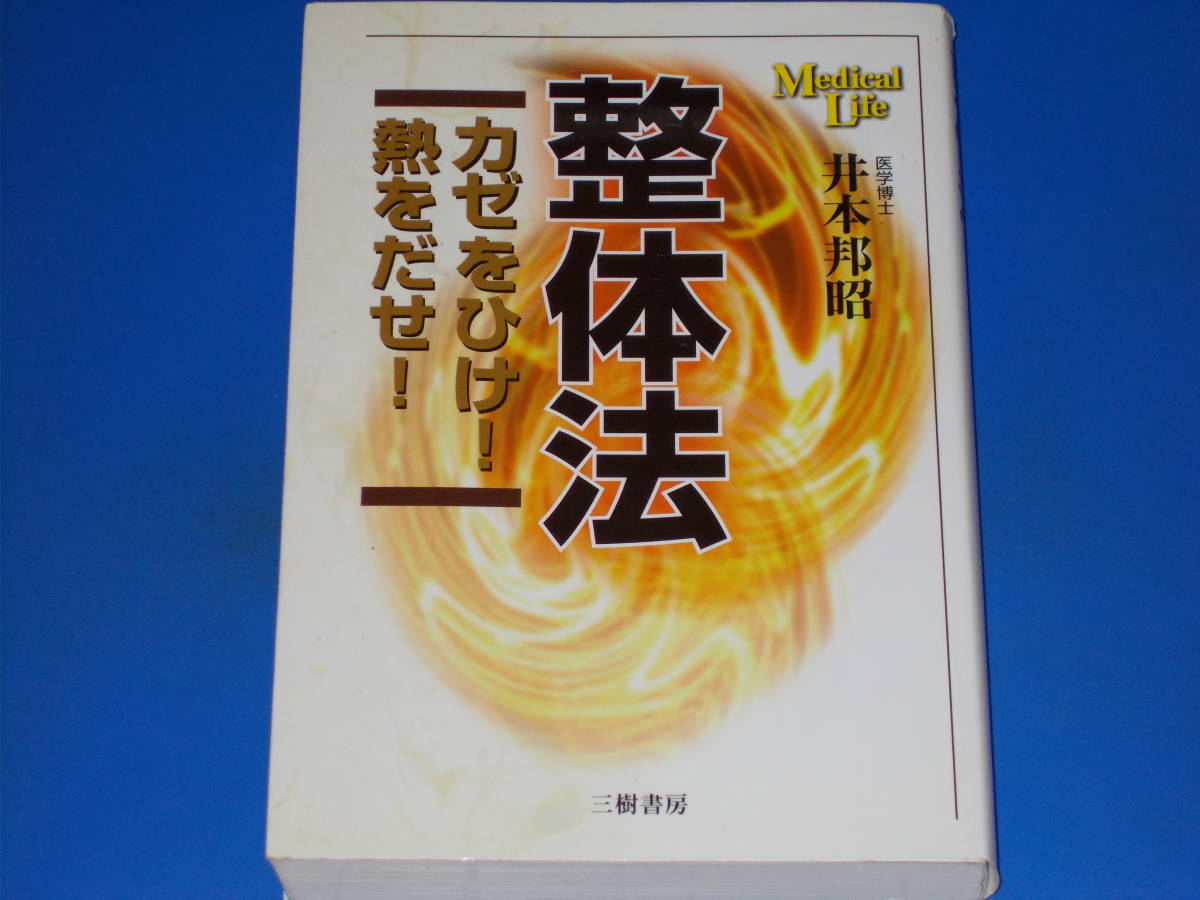 Medical
Life
医学博士
井本邦昭
整体法
カゼをひけ!
熱をだせ!
三樹書房